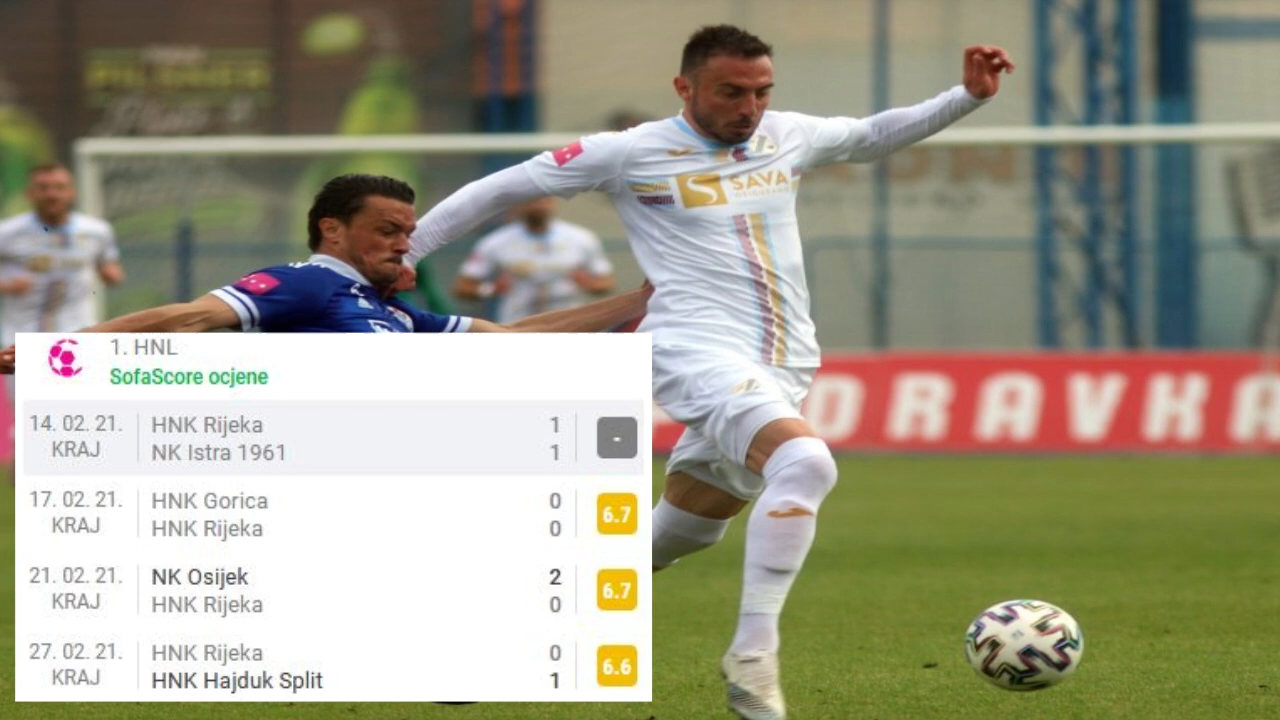 PILSNER
SAVA
DRAVKA
1. HNL
SofaScore ocjene
14. 02. 21. HNK Rijeka 1 -
KRAJ NK Istra 1961 1
17. 02. 21. HNK Gorica 0 6.7
KRAJ HNK Rijeka 0
21. 02. 21. NK Osijek 2 6.7
KRAJ HNK Rijeka 0
27. 02. 21. HNK Rijeka 0 6.6
KRAJ HNK Hajduk Split 1